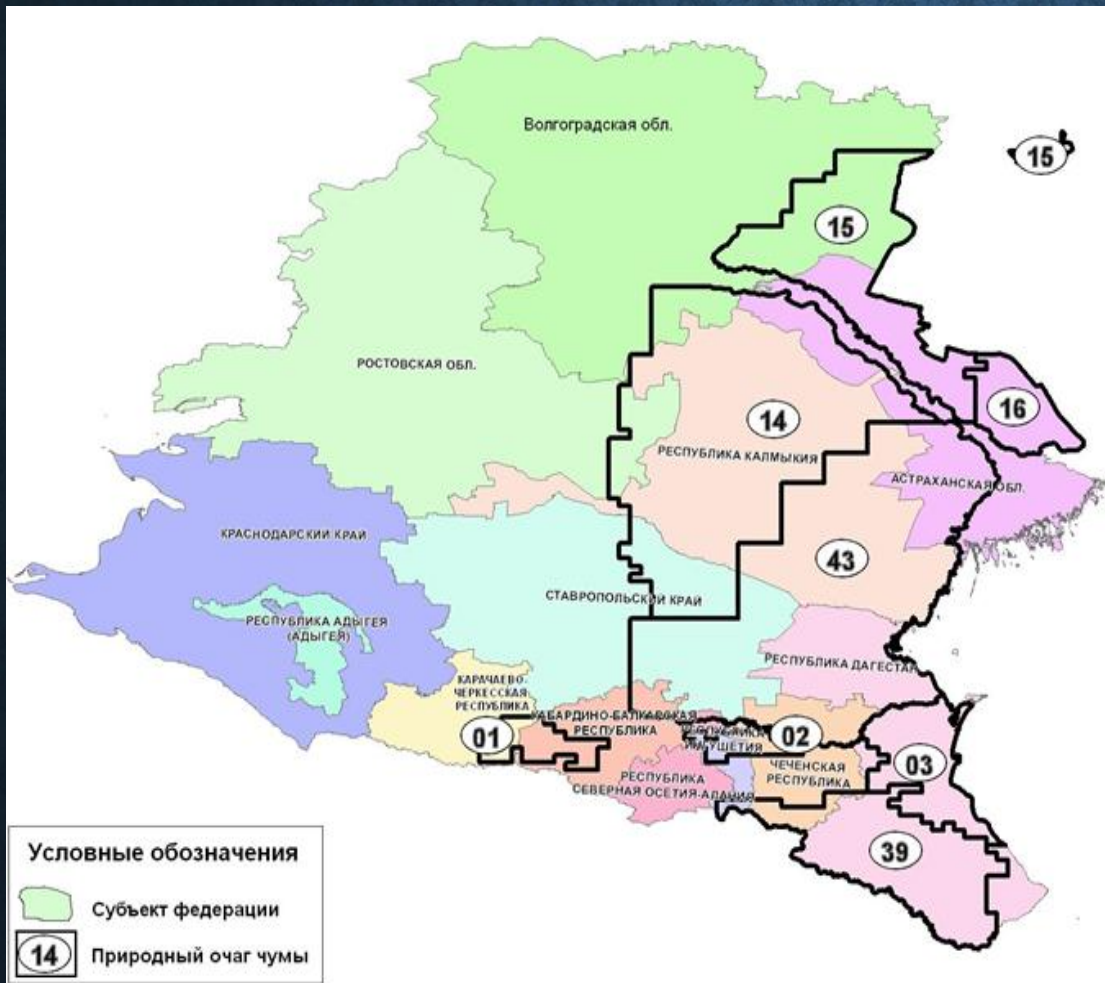 Волгоградская обл.
15
15
РОСТОВСКАЯ ОБЛ.
16
14
РЕСПУБЛИКА КАЛМЫКИЯ
АСТРАХАНСКАЯ ОБЛ.
КРАСНОДАРСКИЙ КРАЙ
43
СТАВРОПОЛЬСКИЙ КРАЙ
РЕСПУБЛИКА АДЫГЕЯ
(АДЫГЕЯ)
РЕСПУБЛИКА ДАГЕСТАН
КАРАЧАЕВО-
ЧЕРКЕССКАЯ
РЕСПУБЛИКА
01
КАБАРДИНО-БАЛКАРСКАЯ
РЕСПУБЛИКА
РЕСПУБЛИКА
ИНГУШЕТИЯ
02
ЧЕЧЕНСКАЯ
РЕСПУБЛИКА
03
РЕСПУБЛИКА
СЕВЕРНАЯ ОСЕТИЯ-АЛАНИЯ
39
Условные обозначения
Субъект федерации
14
Природный очаг чумы